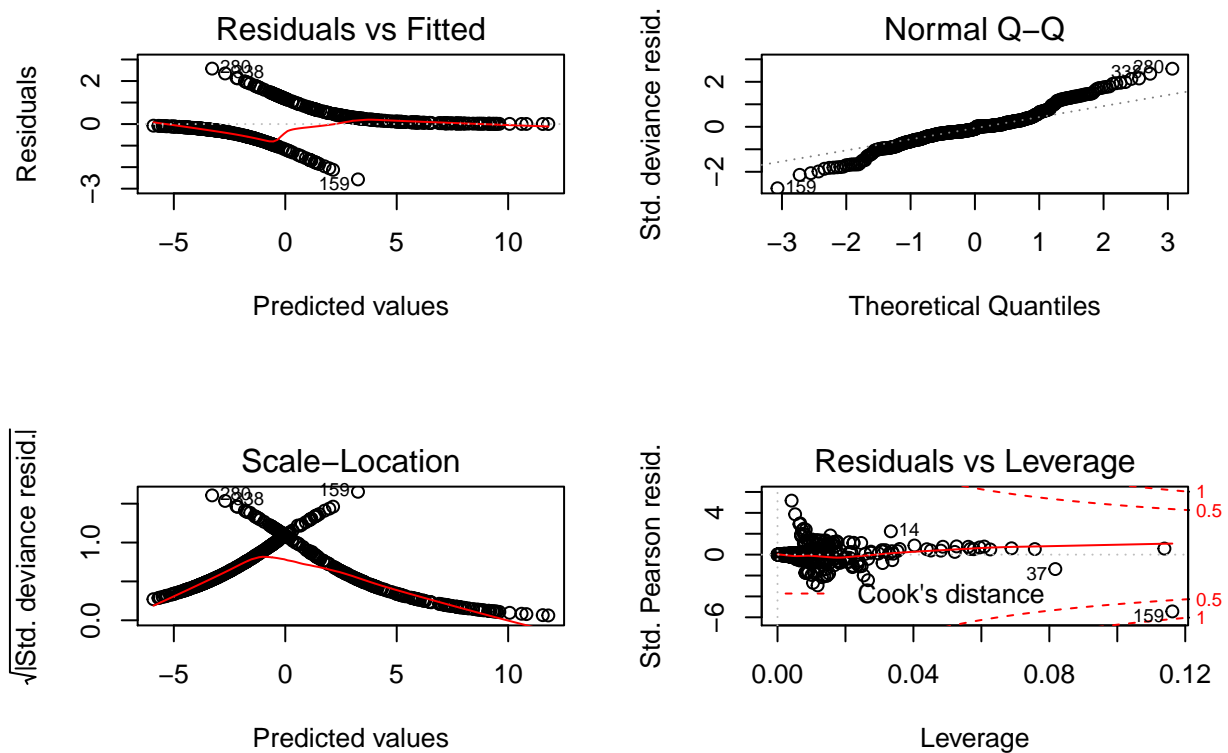 Residuals vs Fitted
Residuals
2
0
−3
280
338
159
−5 0 5 10
Predicted values
Normal Q−Q
Std. deviance resid.
2
0
−2
338
280
159
−3 −2 −1 0 1 2 3
Theoretical Quantiles
Scale−Location
√|Std. deviance resid.|
1.0
0.0
280
338
159
−5 0 5 10
Predicted values
Residuals vs Leverage
Std. Pearson resid.
4
0
−6
14
37
159
Cook's distance
1
0.5
0.5
1
0.00 0.04 0.08 0.12
Leverage